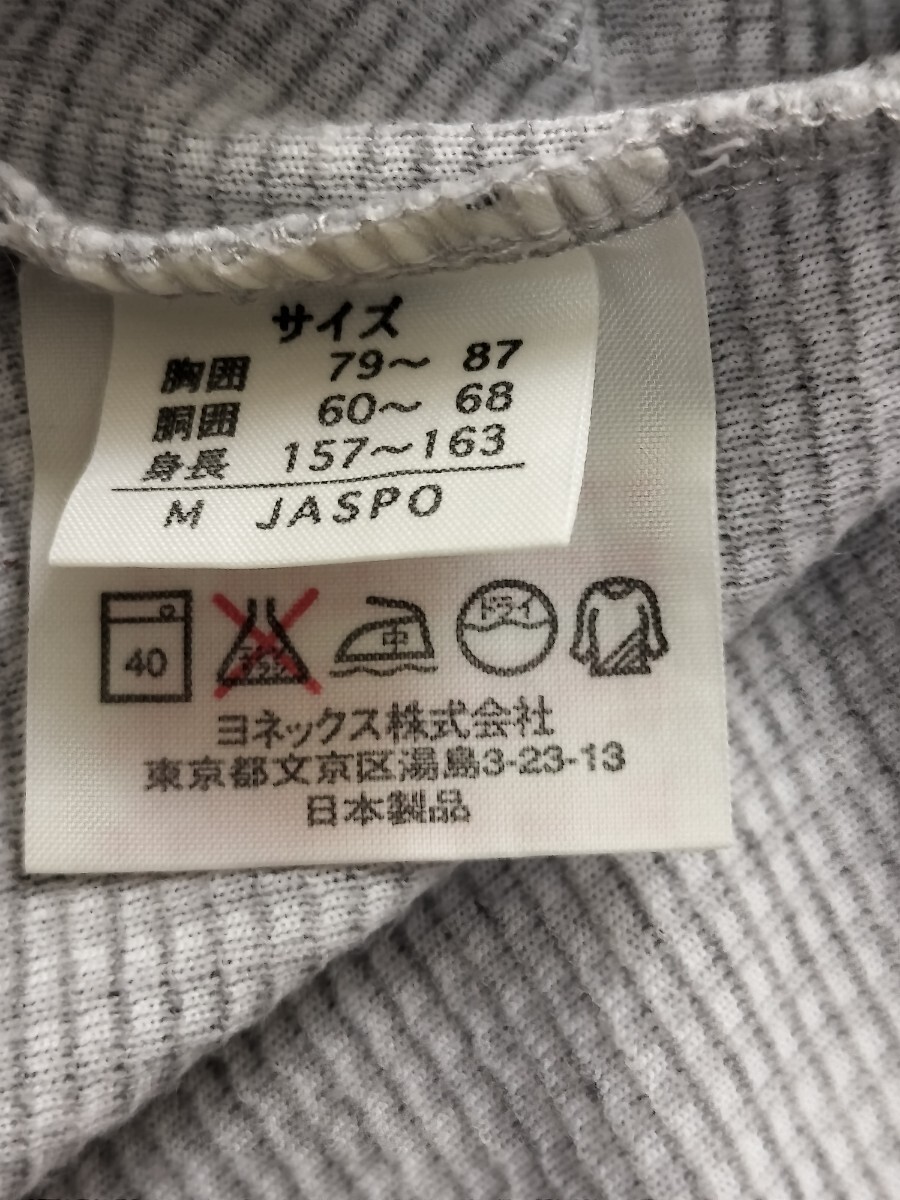 サイズ
胸囲 79〜 87
胴囲 60〜 68
身長 157〜163
M JASPO
40
中
ドライ
ヨネックス株式会社
東京都文京区湯島3-23-13
日本製品